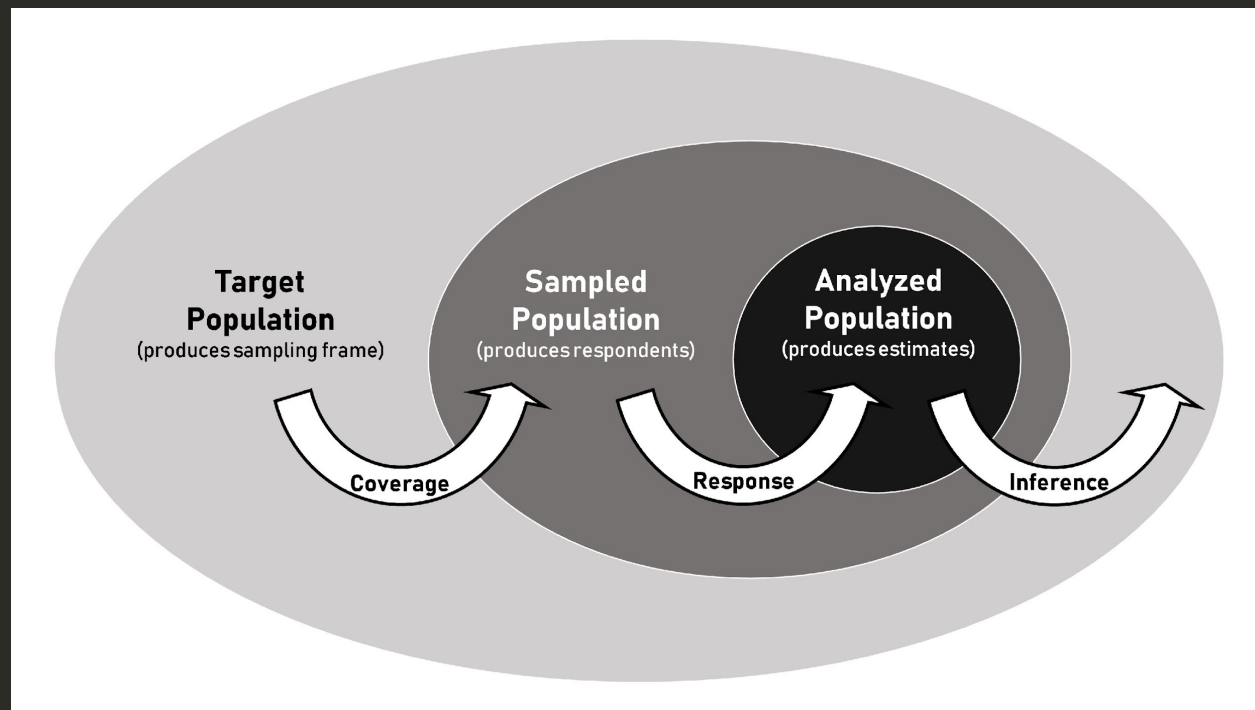 Target
Population
(produces sampling frame)
Sampled
Population
(produces respondents)
Analyzed
Population
(produces estimates)
Coverage
Response
Inference